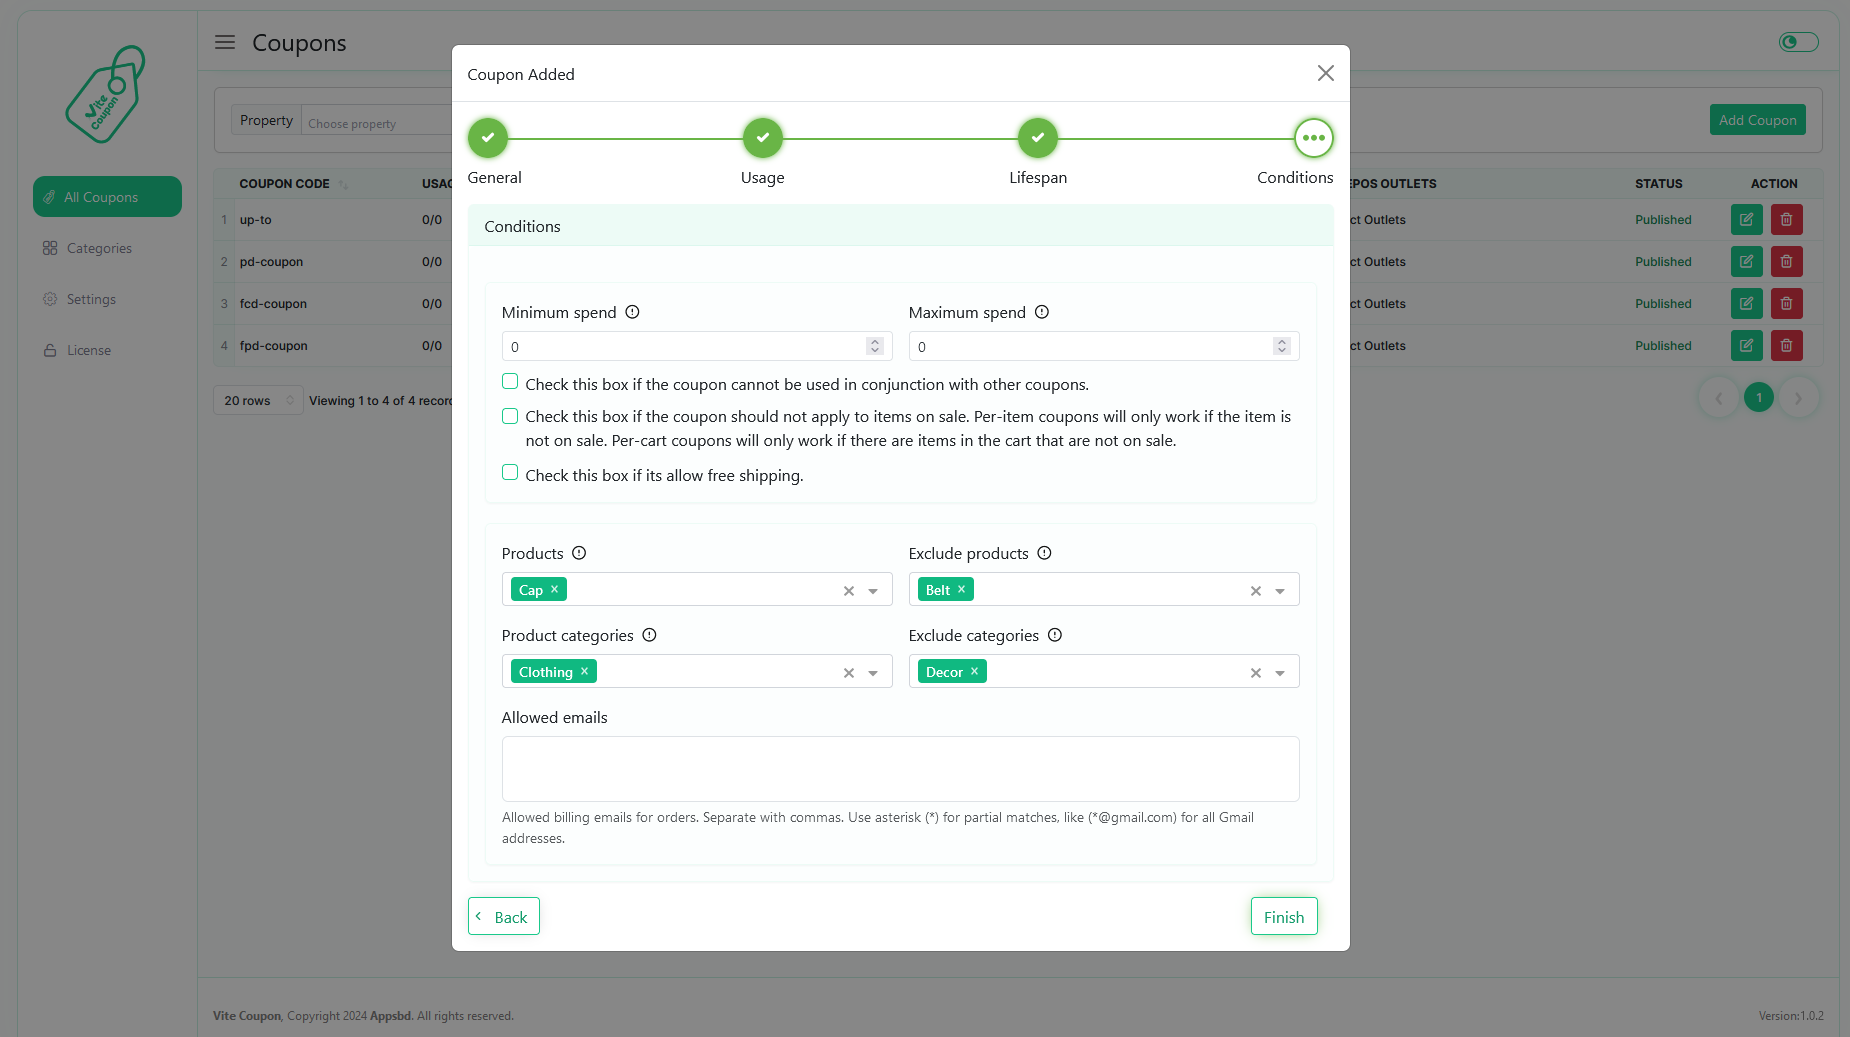 Vite
Coupon
Coupons
All Coupons
Categories
Settings
License
Property
Choose property
Add Coupon
COUPON CODE
1 up-to 0/0 Published
2 pd-coupon 0/0 Published
3 fcd-coupon 0/0 Published
4 fpd-coupon 0/0 Published
OUTLETS STATUS ACTION
Outlets
Outlets
Outlets
Outlets
20 rows Viewing 1 to 4 of 4
1
Coupon Added
General Usage Lifespan Conditions
Conditions
Minimum spend Maximum spend
0 0
Check this box if the coupon cannot be used in conjunction with other coupons.
Check this box if the coupon should not apply to items on sale. Per-item coupons will only work if the item is
not on sale. Per-cart coupons will only work if there are items in the cart that are not on sale.
Check this box if its allow free shipping.
Products Exclude products
Cap Belt
Product categories Exclude categories
Clothing Decor
Allowed emails
Allowed billing emails for orders. Separate with commas. Use asterisk (*) for partial matches, like (*@gmail.com) for all Gmail
addresses.
Back Finish
Vite Coupon, Copyright 2024 Appsbd. All rights reserved.
Version:1.0.2